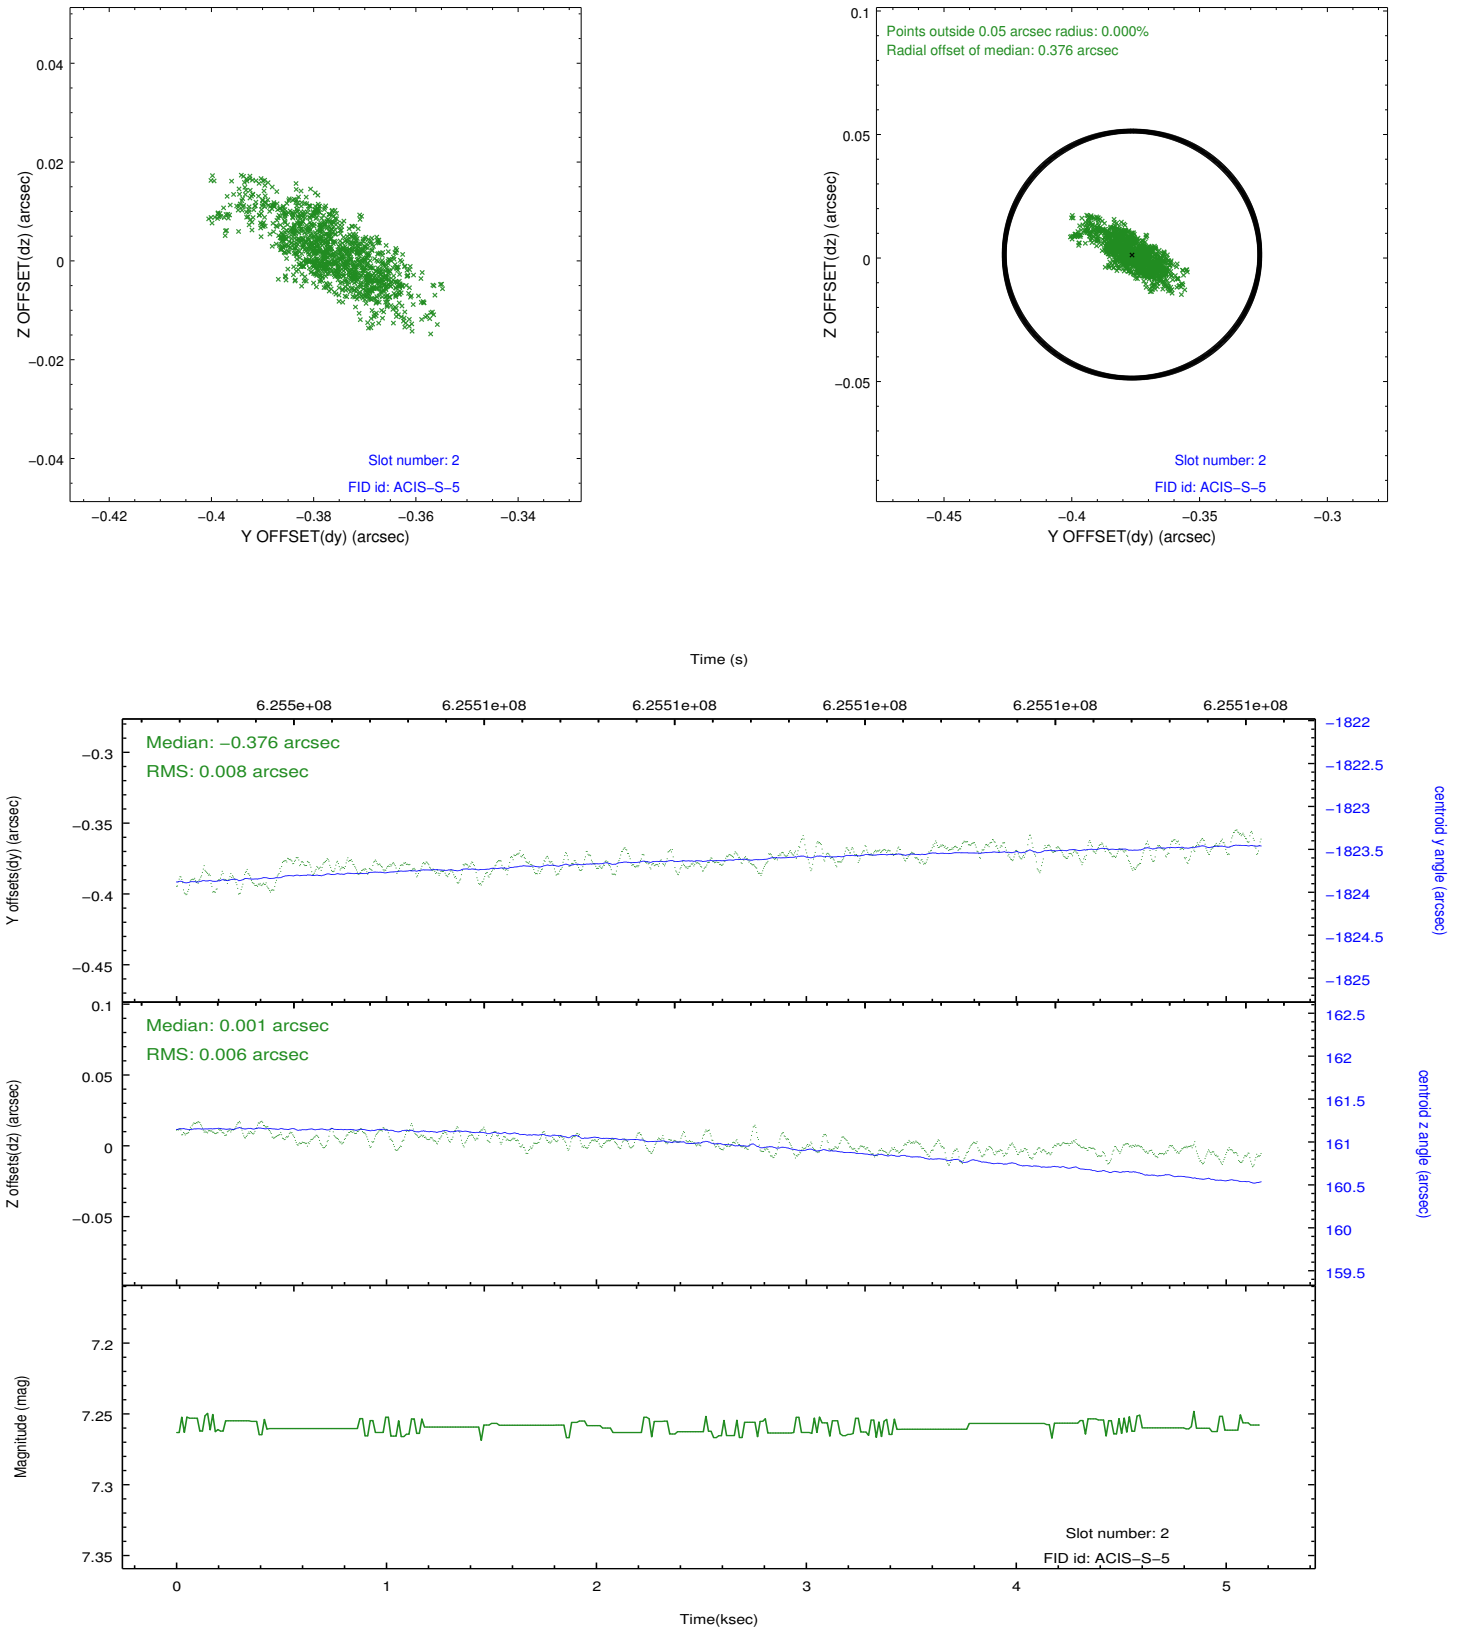 0.04
0.02
0
−0.02
−0.04
Z OFFSET(dz) (arcsec)
Slot number: 2
FID id: ACIS−S−5
−0.42
−0.4
−0.38
−0.36
−0.34
Y OFFSET(dy) (arcsec)
Points outside 0.05 arcsec radius: 0.000%
Radial offset of median: 0.376 arcsec
0.1
0.05
0
−0.05
Z OFFSET(dz) (arcsec)
Slot number: 2
FID id: ACIS−S−5
−0.45
−0.4
−0.35
−0.3
Y OFFSET(dy) (arcsec)
Time (s)
6.255e+08
6.2551e+08
6.2551e+08
6.2551e+08
6.2551e+08
6.2551e+08
Median: −0.376 arcsec
RMS: 0.008 arcsec
−0.3
−0.35
−0.4
−0.45
Y offsets(dy) (arcsec)
−1822
−1822.5
−1823
−1823.5
−1824
−1824.5
−1825
centroid y angle (arcsec)
Median: 0.001 arcsec
RMS: 0.006 arcsec
0.1
0.05
0
−0.05
Z offsets(dz) (arcsec)
162.5
162
161.5
161
160.5
160
159.5
centroid z angle (arcsec)
7.2
7.25
7.3
7.35
Magnitude (mag)
Slot number: 2
FID id: ACIS−S−5
0
1
2
3
4
5
Time(ksec)